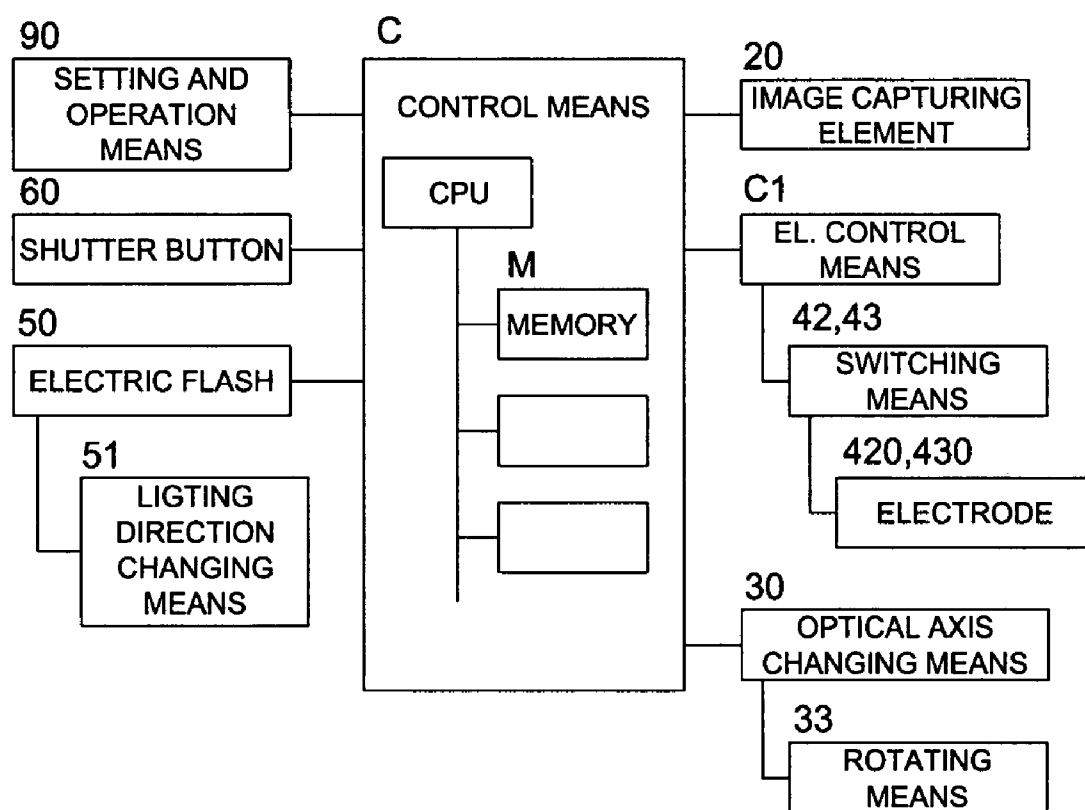 90
SETTING AND
OPERATION
MEANS
60
SHUTTER BUTTON
50
ELECTRIC FLASH
51
LIGTING
DIRECTION
CHANGING
MEANS
C
CONTROL MEANS
CPU
M
MEMORY
20
IMAGE CAPTURING
ELEMENT
C1
EL. CONTROL
MEANS
42,43
SWITCHING
MEANS
420,430
ELECTRODE
30
OPTICAL AXIS
CHANGING MEANS
33
ROTATING
MEANS